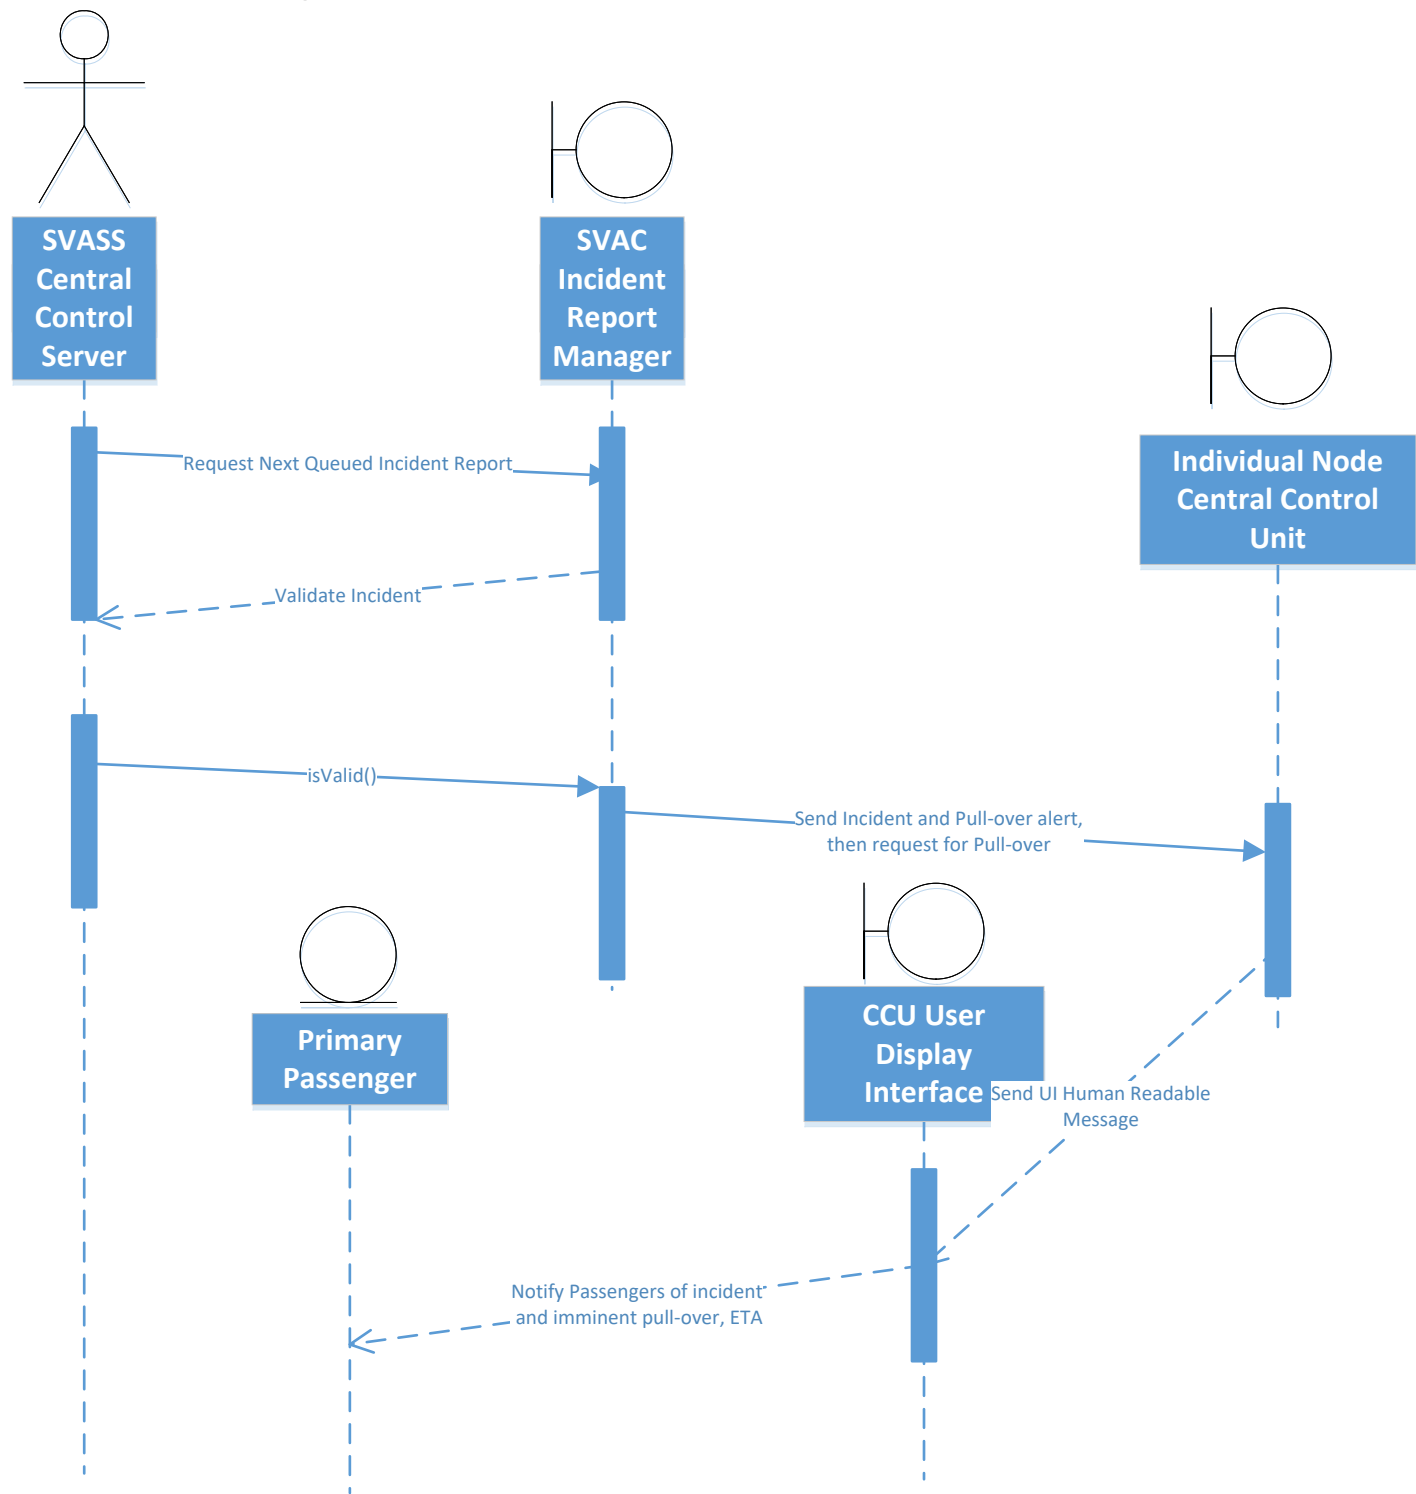 SVASS
Central
Control
Server
SVAC
Incident
Report
Manager
Individual Node
Central Control
Unit
Request Next Queued Incident Report
Validate Incident
isValid()
Send Incident and Pull-over alert,
then request for Pull-over
Primary
Passenger
CCU User
Display
Interface
Send UI Human Readable
Message
Notify Passengers of incident
and imminent pull-over, ETA